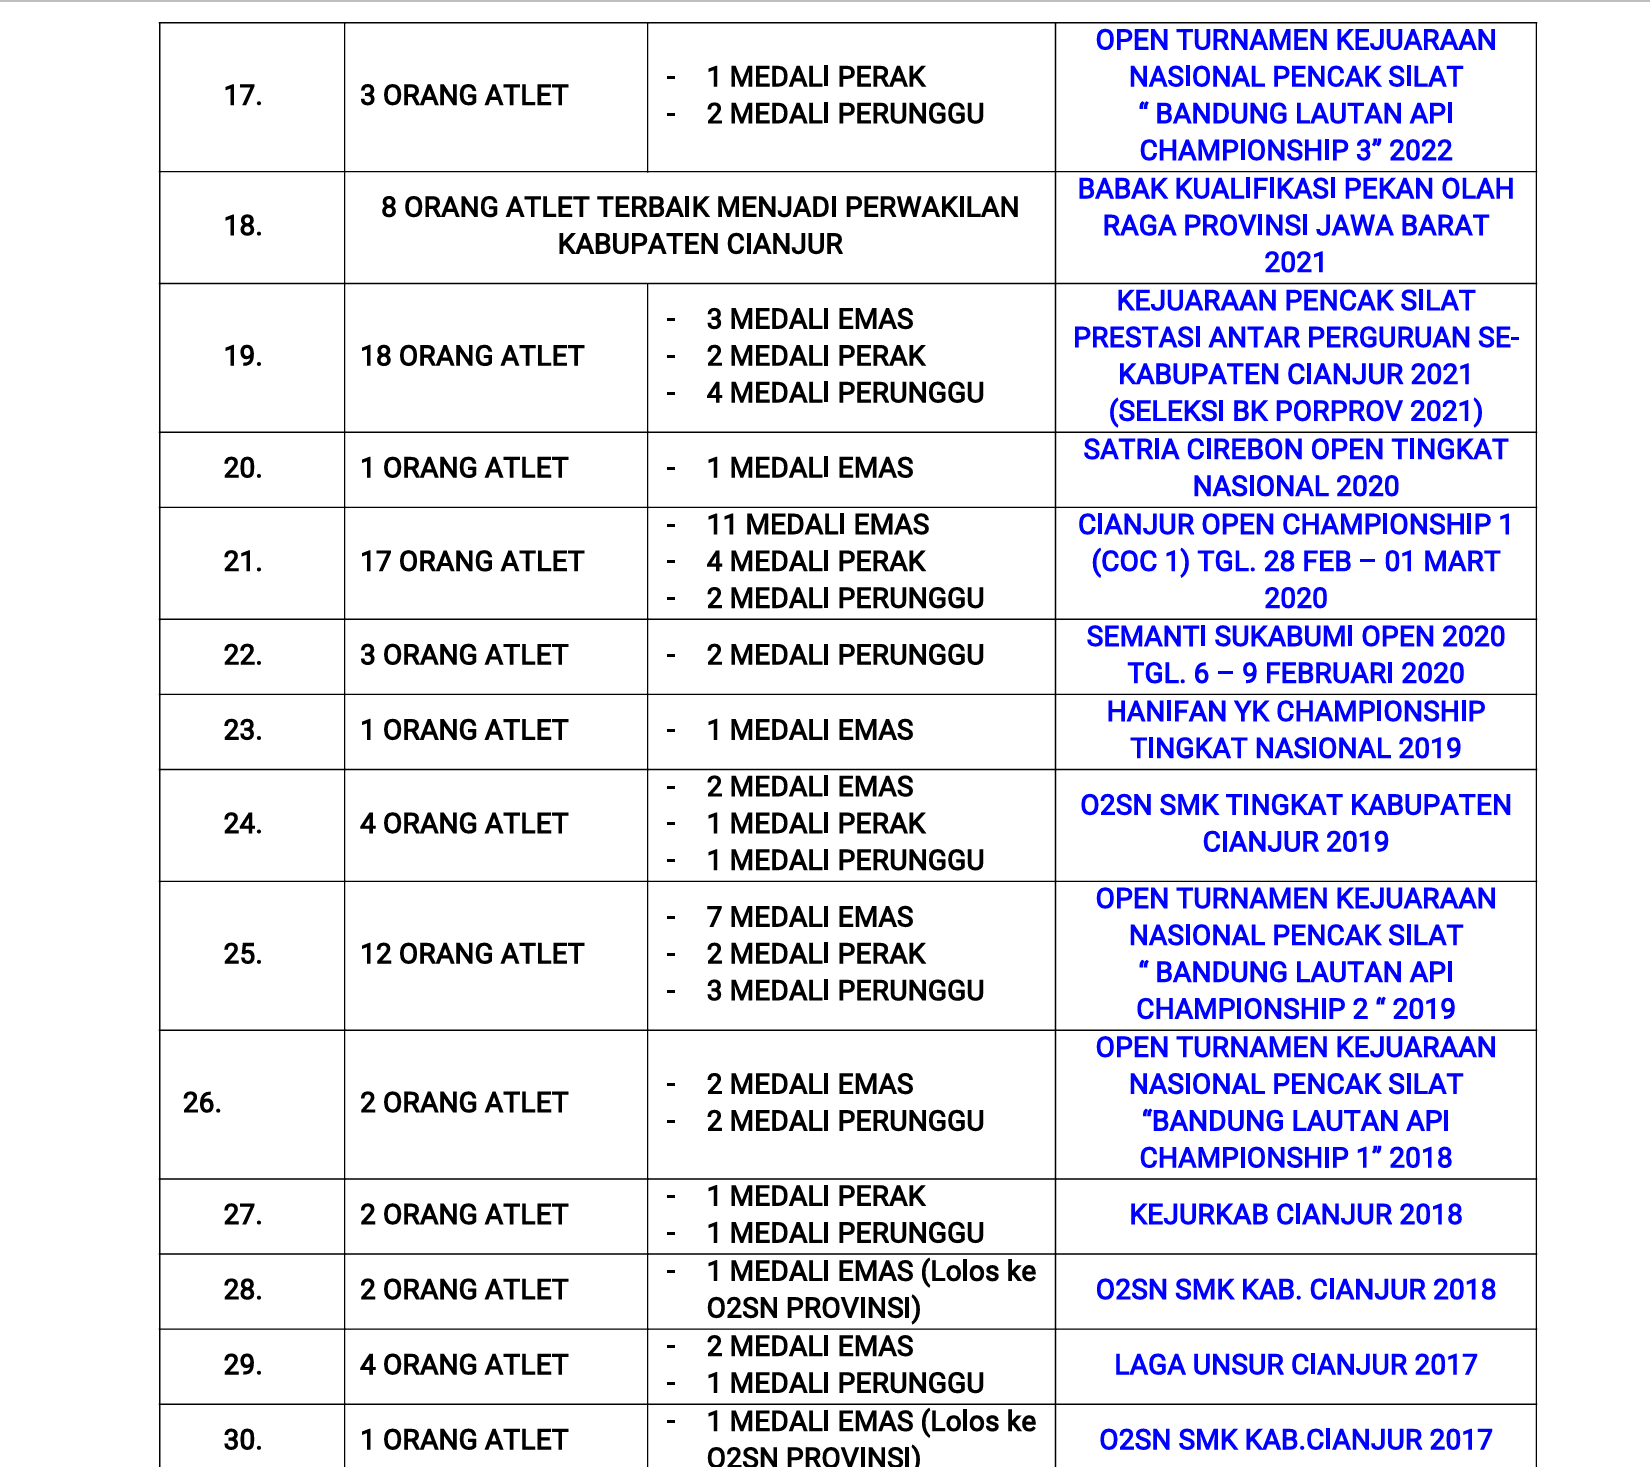 17.
3 ORANG ATLET
- 1 MEDALI PERAK
- 2 MEDALI PERUNGGU
OPEN TURNAMEN KEJUARAAN
NASIONAL PENCAK SILAT
“ BANDUNG LAUTAN API
CHAMPIONSHIP 3” 2022
18.
8 ORANG ATLET TERBAIK MENJADI PERWAKILAN
KABUPATEN CIANJUR
BABAK KUALIFIKASI PEKAN OLAH
RAGA PROVINSI JAWA BARAT
2021
19.
18 ORANG ATLET
- 3 MEDALI EMAS
- 2 MEDALI PERAK
- 4 MEDALI PERUNGGU
KEJUARAAN PENCAK SILAT
PRESTASI ANTAR PERGURUAN SE-
KABUPATEN CIANJUR 2021
(SELEKSI BK PORPROV 2021)
20.
1 ORANG ATLET
- 1 MEDALI EMAS
SATRIA CIREBON OPEN TINGKAT
NASIONAL 2020
21.
17 ORANG ATLET
- 11 MEDALI EMAS
- 4 MEDALI PERAK
- 2 MEDALI PERUNGGU
CIANJUR OPEN CHAMPIONSHIP 1
(COC 1) TGL. 28 FEB – 01 MART
2020
22.
3 ORANG ATLET
- 2 MEDALI PERUNGGU
SEMANTI SUKABUMI OPEN 2020
TGL. 6 – 9 FEBRUARI 2020
23.
1 ORANG ATLET
- 1 MEDALI EMAS
HANIFAN YK CHAMPIONSHIP
TINGKAT NASIONAL 2019
24.
4 ORANG ATLET
- 2 MEDALI EMAS
- 1 MEDALI PERAK
- 1 MEDALI PERUNGGU
O2SN SMK TINGKAT KABUPATEN
CIANJUR 2019
25.
12 ORANG ATLET
- 7 MEDALI EMAS
- 2 MEDALI PERAK
- 3 MEDALI PERUNGGU
OPEN TURNAMEN KEJUARAAN
NASIONAL PENCAK SILAT
“ BANDUNG LAUTAN API
CHAMPIONSHIP 2 “ 2019
26.
2 ORANG ATLET
- 2 MEDALI EMAS
- 2 MEDALI PERUNGGU
OPEN TURNAMEN KEJUARAAN
NASIONAL PENCAK SILAT
“BANDUNG LAUTAN API
CHAMPIONSHIP 1” 2018
27.
2 ORANG ATLET
- 1 MEDALI PERAK
- 1 MEDALI PERUNGGU
KEJURKAB CIANJUR 2018
28.
2 ORANG ATLET
- 1 MEDALI EMAS (Lolos ke
O2SN PROVINSI)
O2SN SMK KAB. CIANJUR 2018
29.
4 ORANG ATLET
- 2 MEDALI EMAS
- 1 MEDALI PERUNGGU
LAGA UNSUR CIANJUR 2017
30.
1 ORANG ATLET
- 1 MEDALI EMAS (Lolos ke
O2SN PROVINSI)
O2SN SMK KAB.CIANJUR 2017